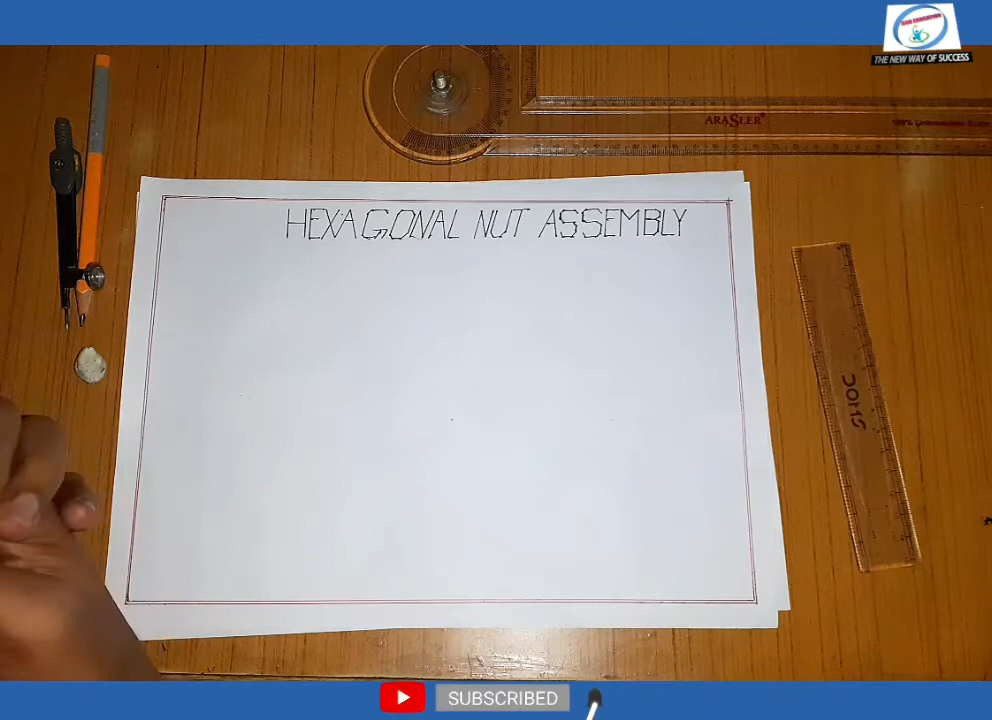 THE NEW WAY OF SUCCESS
ARASLER
HEXAGONAL NUT ASSEMBLY
SUBSCRIBED